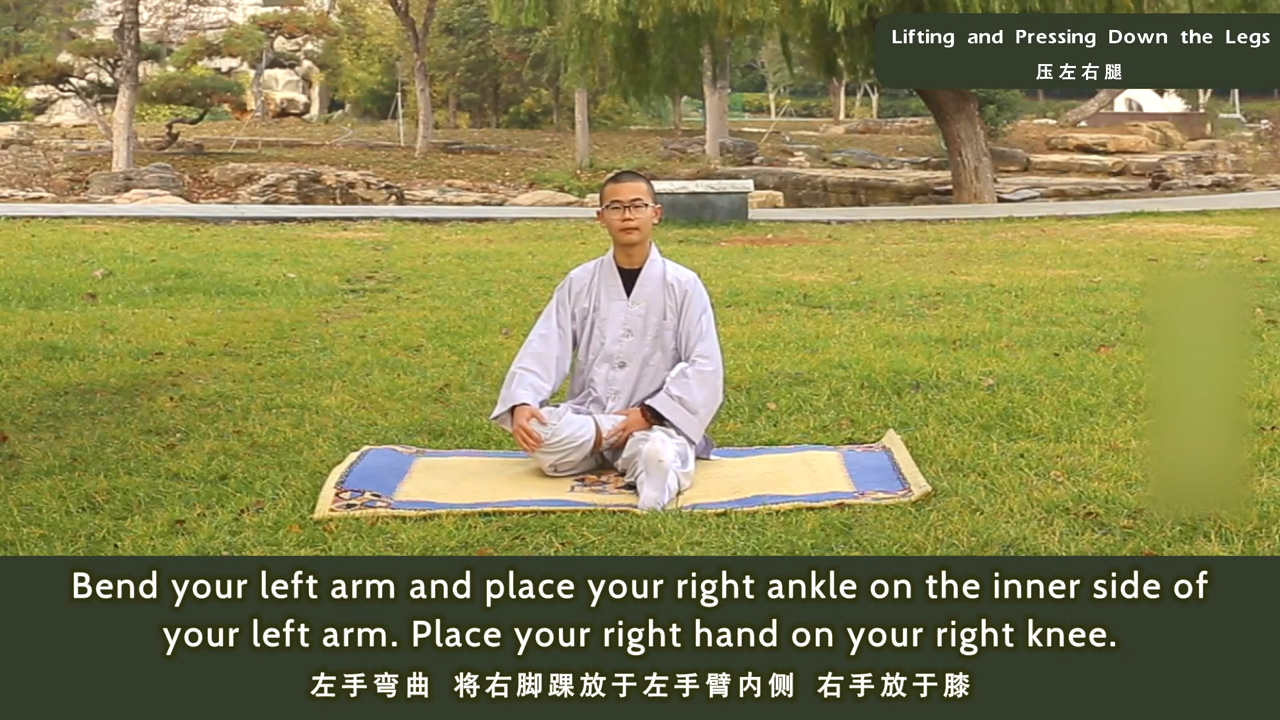 Lifting and Pressing Down the Legs
压左右腿
Bend your left arm and place your right ankle on the inner side of
your left arm. Place your right hand on your right knee.
左手弯曲 将右脚踝放于左手臂内侧 右手放于膝